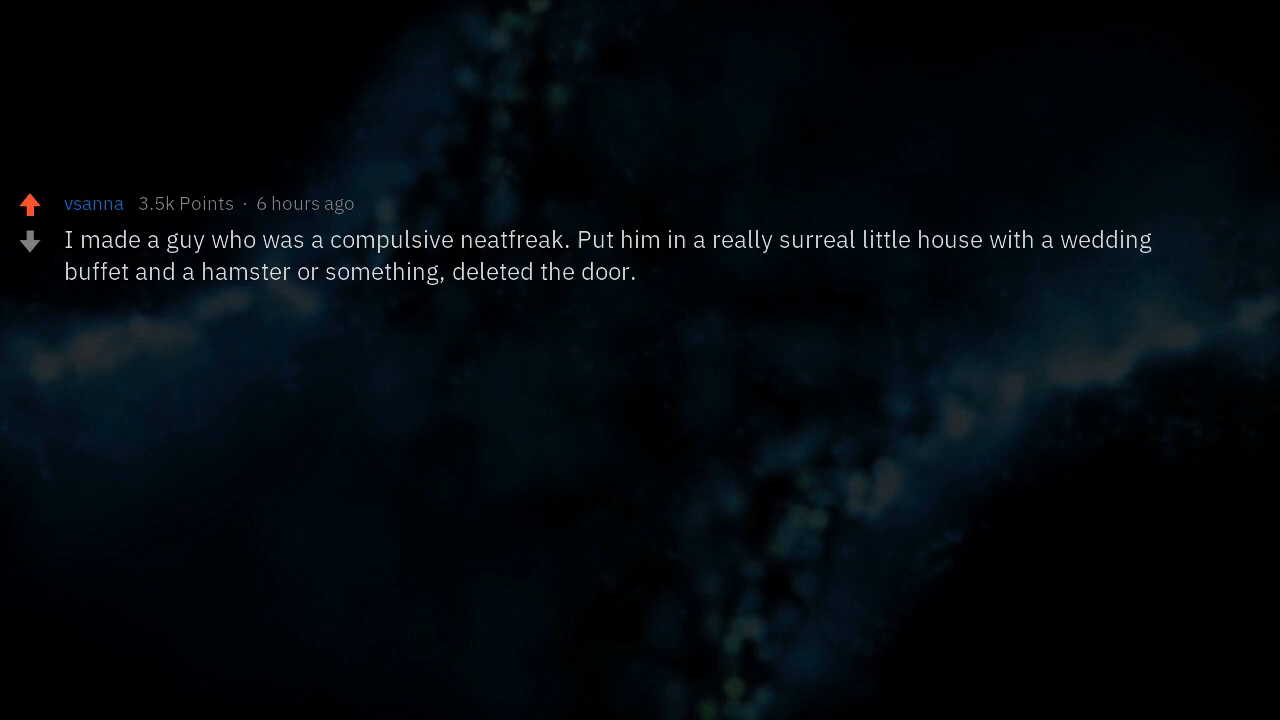 vsanna 3.5k Points · 6 hours ago
I made a guy who was a compulsive neatfreak. Put him in a really surreal little house with a wedding
buffet and a hamster or something, deleted the door.